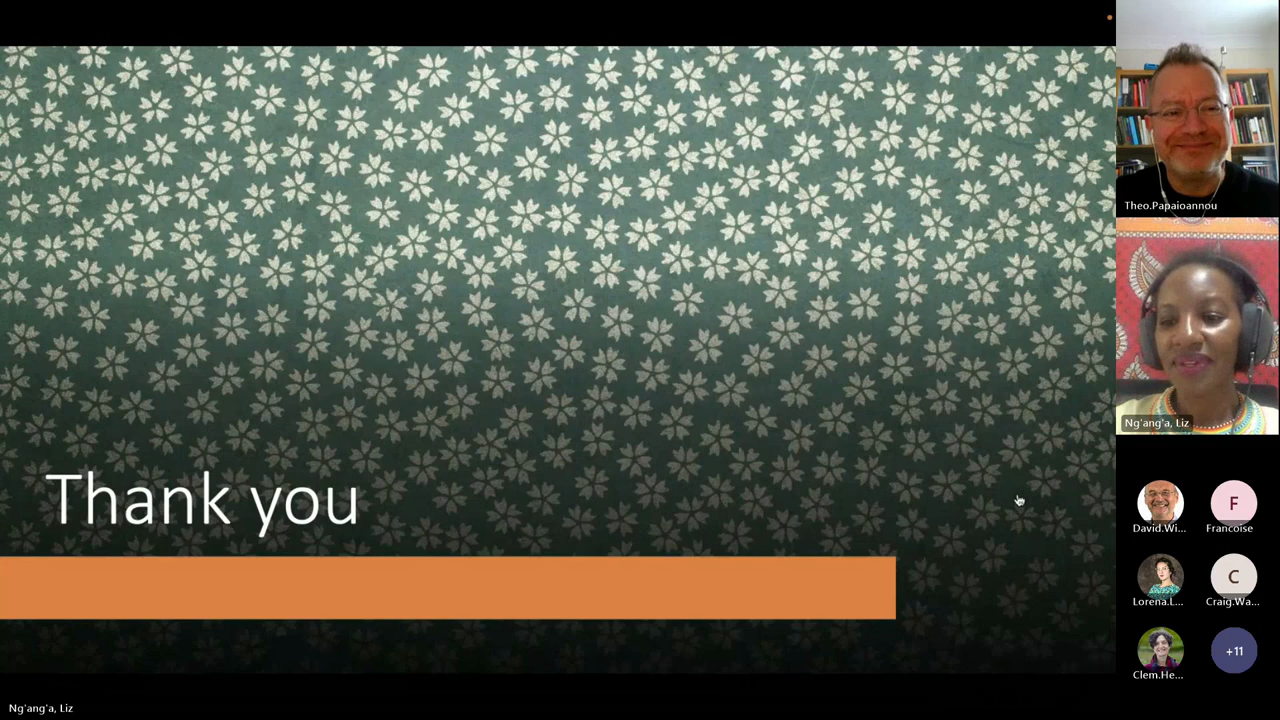 Thank you
Ng'ang'a, Liz
Theo.Papaioannou
Ng'ang'a, Liz
David.Wi...
F
Francoise
Lorena.L...
C
Craig.Wa...
Clem.He...
+11